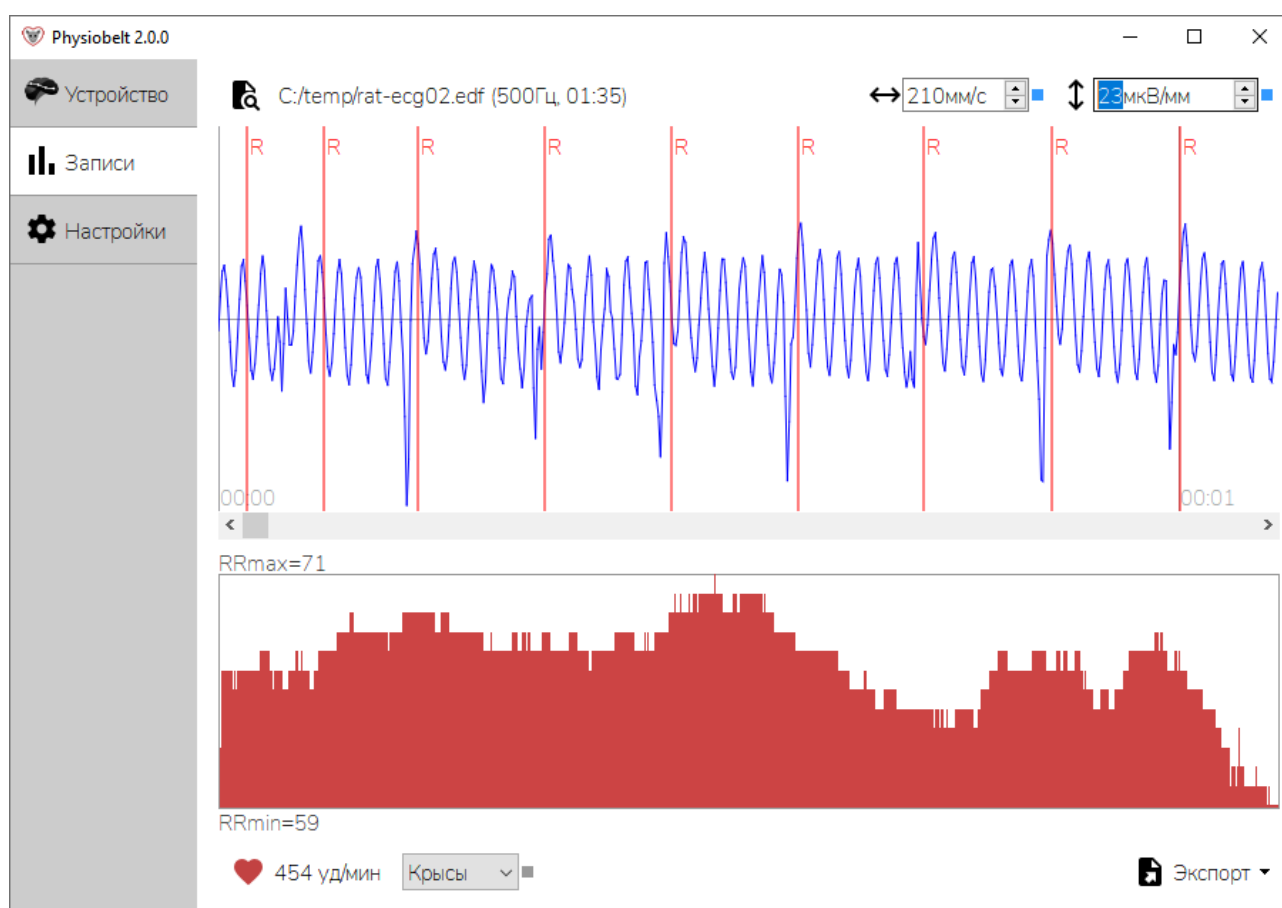 Physiobelt 2.0.0
Устройство
Записи
Настройки
C:/temp/rat-ecg02.edf (500Гц, 01:35)
210мм/с
23мкВ/мм
R R R R R R R R R
00:00 00:01
RRmax=71
RRmin=59
454 уд/мин
Крысы
Экспорт